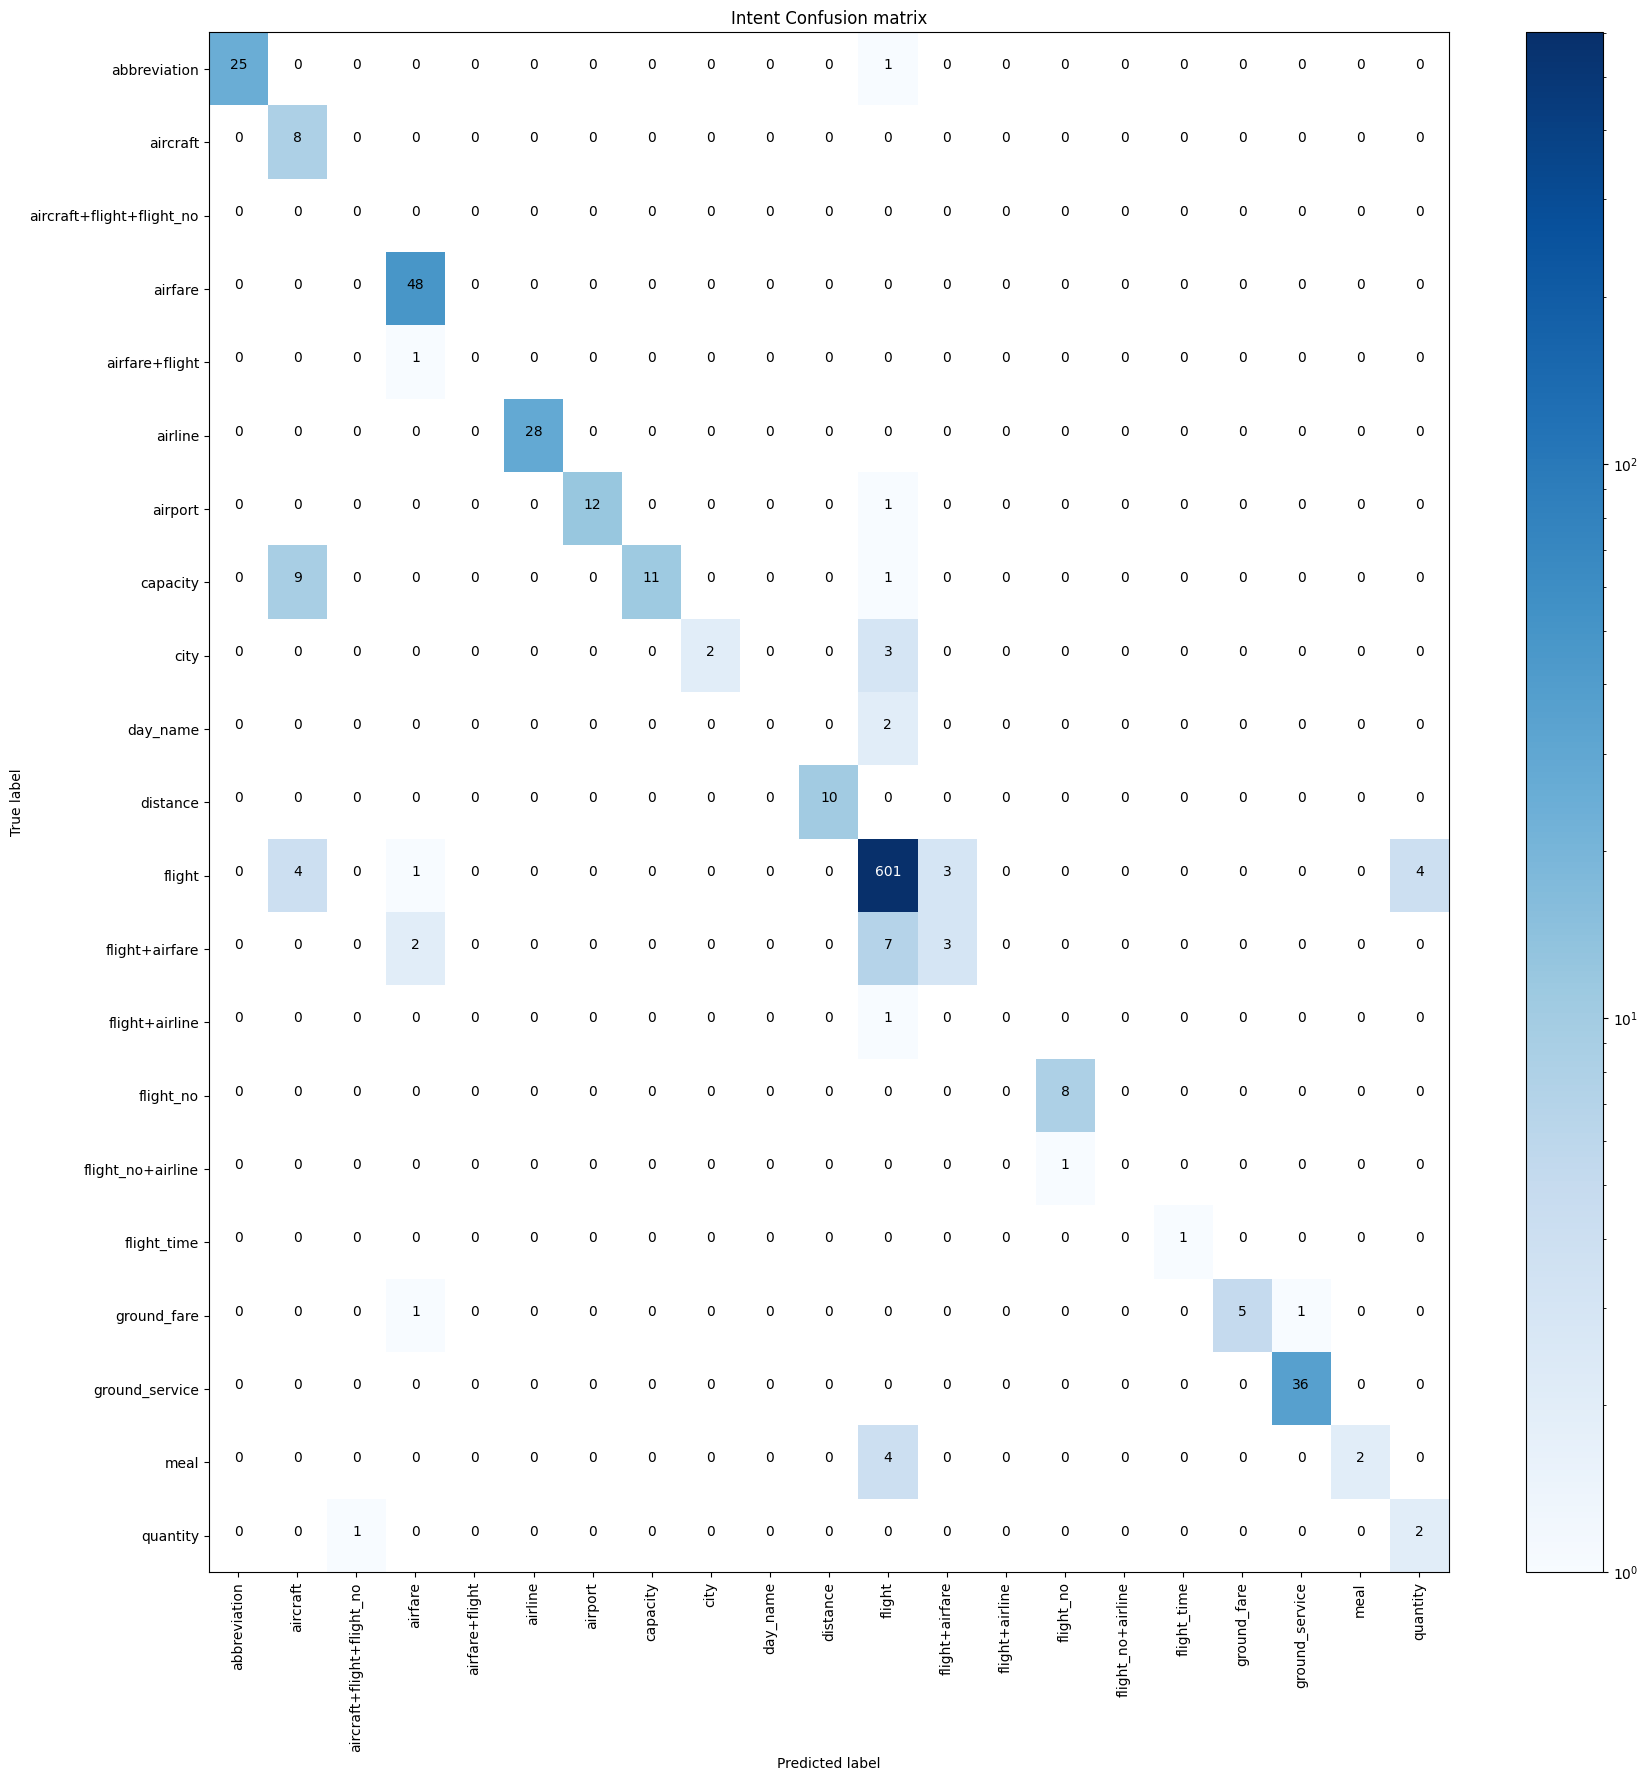 Intent Confusion matrix
abbreviation 25 0 0 0 0 0 0 0 0 0 0 1 0 0 0 0 0 0 0 0 0
aircraft 0 8 0 0 0 0 0 0 0 0 0 0 0 0 0 0 0 0 0 0 0
aircraft+flight+flight_no 0 0 0 0 0 0 0 0 0 0 0 0 0 0 0 0 0 0 0 0 0
airfare 0 0 0 48 0 0 0 0 0 0 0 0 0 0 0 0 0 0 0 0 0
airfare+flight 0 0 0 1 0 0 0 0 0 0 0 0 0 0 0 0 0 0 0 0 0
airline 0 0 0 0 0 28 0 0 0 0 0 0 0 0 0 0 0 0 0 0 0
10²
airport 0 0 0 0 0 0 12 0 0 0 0 1 0 0 0 0 0 0 0 0 0
capacity 0 9 0 0 0 0 0 11 0 0 0 1 0 0 0 0 0 0 0 0 0
city 0 0 0 0 0 0 0 0 2 0 0 3 0 0 0 0 0 0 0 0 0
day_name 0 0 0 0 0 0 0 0 0 0 0 2 0 0 0 0 0 0 0 0 0
True label
distance 0 0 0 0 0 0 0 0 0 0 10 0 0 0 0 0 0 0 0 0 0
flight 0 4 0 1 0 0 0 0 0 0 0 601 3 0 0 0 0 0 0 0 4
flight+airfare 0 0 0 2 0 0 0 0 0 0 0 7 3 0 0 0 0 0 0 0 0
flight+airline 0 0 0 0 0 0 0 0 0 0 0 1 0 0 0 0 0 0 0 0 0
10¹
flight_no 0 0 0 0 0 0 0 0 0 0 0 0 0 0 8 0 0 0 0 0 0
flight_no+airline 0 0 0 0 0 0 0 0 0 0 0 0 0 0 1 0 0 0 0 0 0
flight_time 0 0 0 0 0 0 0 0 0 0 0 0 0 0 0 0 1 0 0 0 0
ground_fare 0 0 0 1 0 0 0 0 0 0 0 0 0 0 0 0 0 5 1 0 0
ground_service 0 0 0 0 0 0 0 0 0 0 0 0 0 0 0 0 0 0 36 0 0
meal 0 0 0 0 0 0 0 0 0 0 0 4 0 0 0 0 0 0 0 2 0
quantity 0 0 1 0 0 0 0 0 0 0 0 0 0 0 0 0 0 0 0 0 2
10⁰
abbreviation
aircraft
aircraft+flight+flight_no
airfare
airfare+flight
airline
airport
capacity
city
day_name
distance
flight
flight+airfare
flight+airline
flight_no
flight_no+airline
flight_time
ground_fare
ground_service
meal
quantity
Predicted label